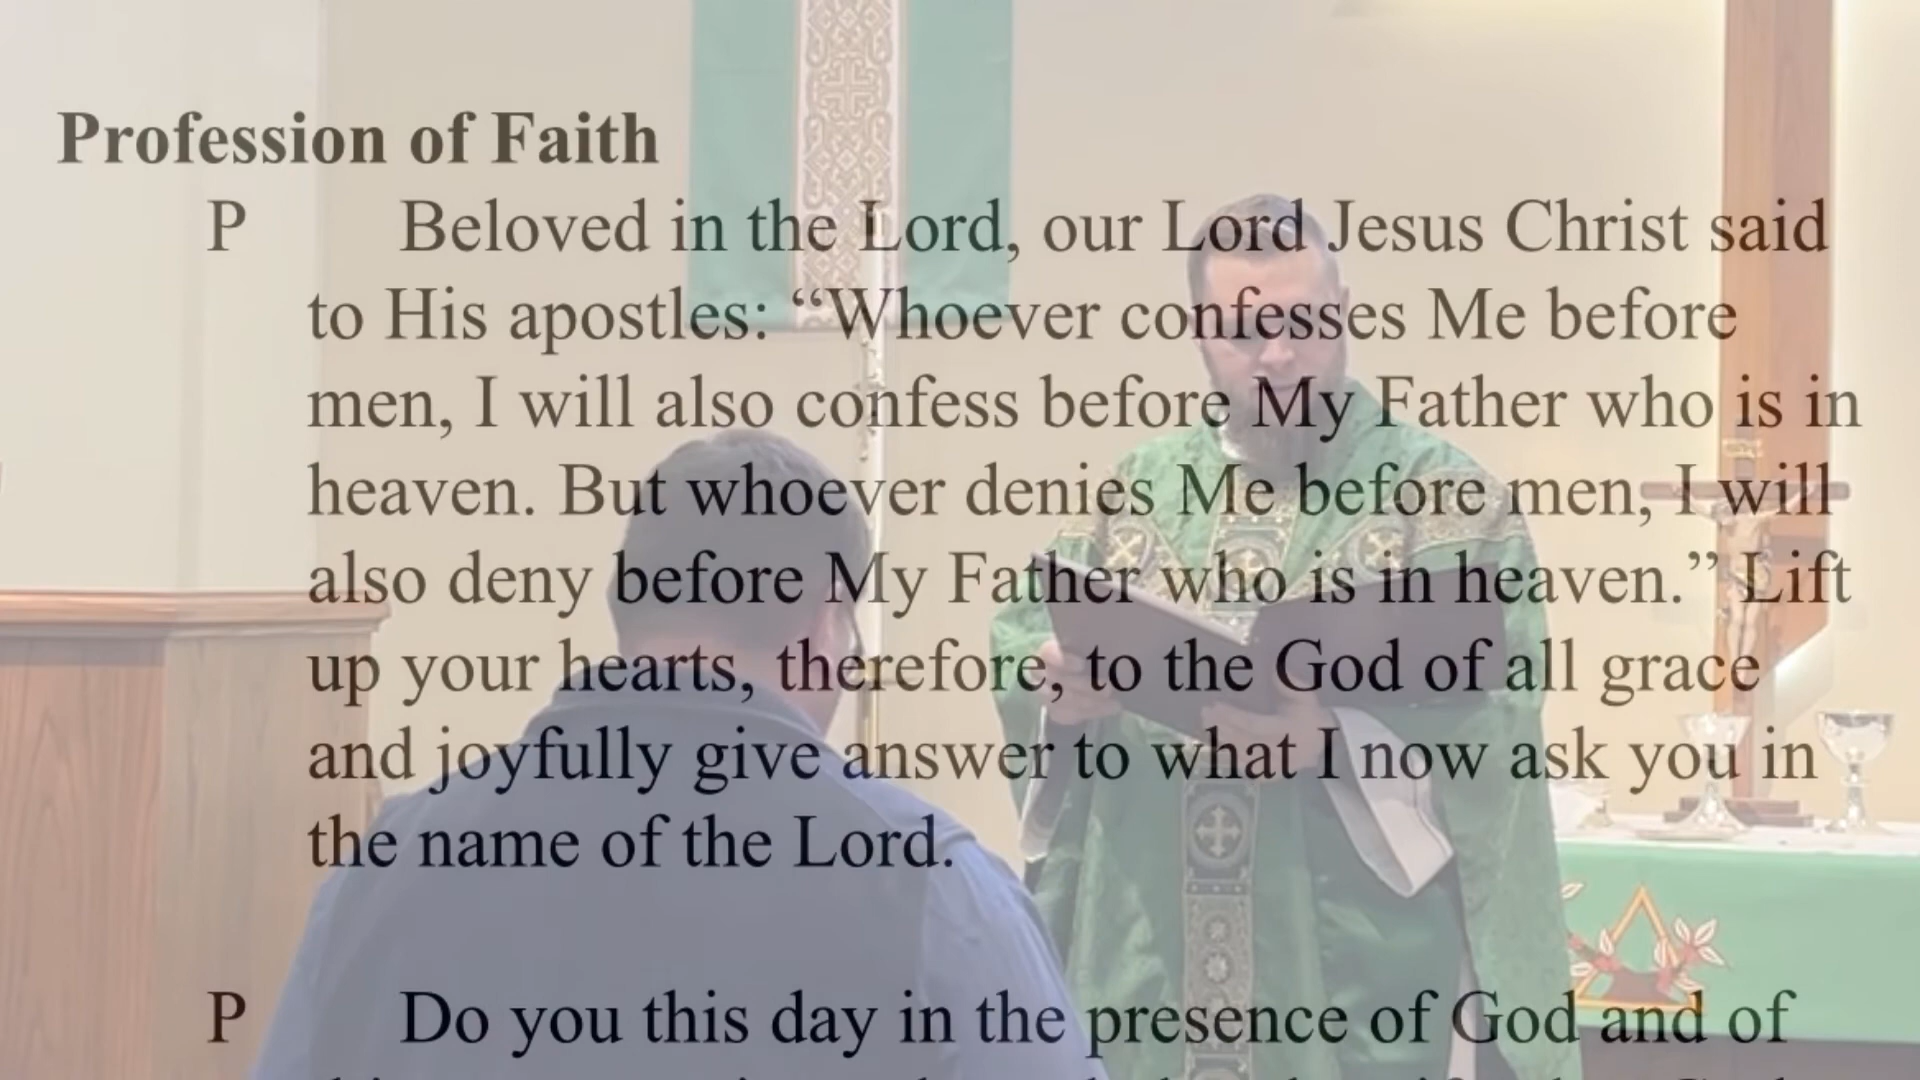 Profession of Faith
P Beloved in the Lord, our Lord Jesus Christ said
to His apostles: “Whoever confesses Me before
men, I will also confess before My Father who is in
heaven. But whoever denies Me before men, I will
also deny before My Father who is in heaven.” Lift
up your hearts, therefore, to the God of all grace
and joyfully give answer to what I now ask you in
the name of the Lord.
P Do you this day in the presence of God and of